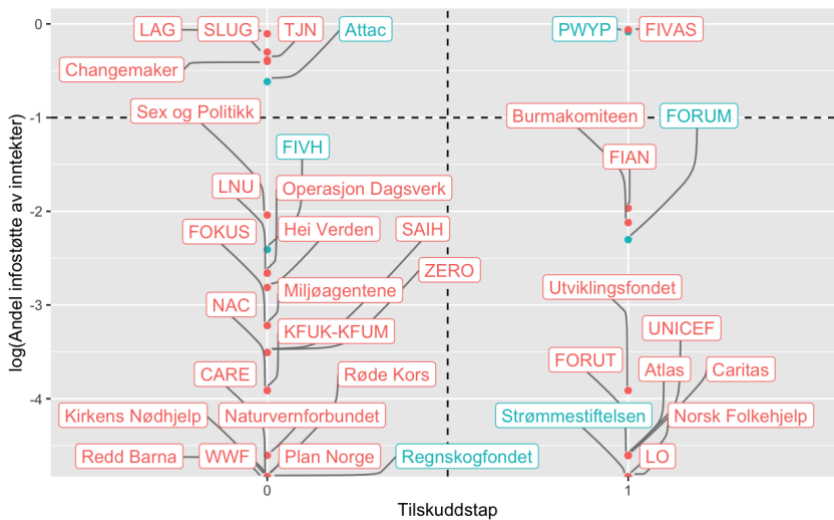 0
LAG
SLUG
TJN
Attac
PWYP
FIVAS
Changemaker
-1
Sex og Politikk
Burmakomiteen
FORUM
FIVH
FIAN
LNU
Operasjon Dagsverk
-2
FOKUS
Hei Verden
SAIH
ZERO
Miljøagentene
Utviklingsfondet
-3
NAC
KFUK-KFUM
UNICEF
CARE
Røde Kors
FORUT
Atlas
Caritas
-4
Kirkens Nødhjelp
Naturvernforbundet
Strømmestiftelsen
Norsk Folkehjelp
Redd Barna
WWF
Plan Norge
Regnskogfondet
LO
0
1
Tilskuddstap
log(Andel infostøtte av inntekter)